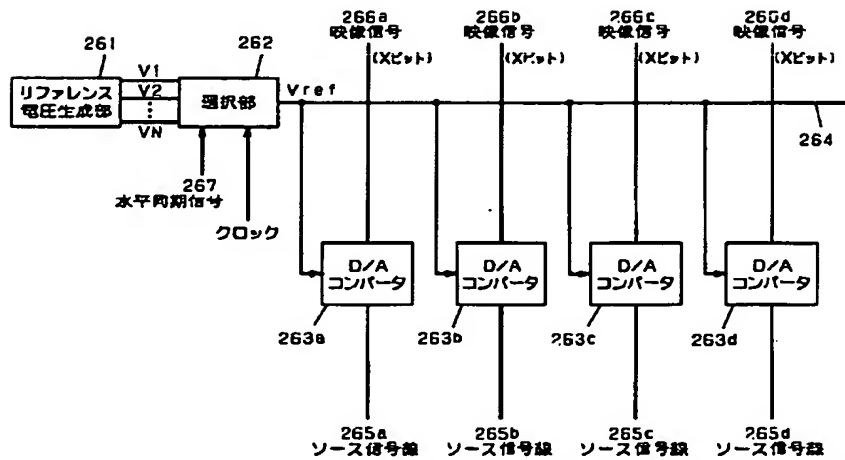 266a
映像信号
(Xビット)
266b
映像信号
(Xビット)
266c
映像信号
(Xビット)
266d
映像信号
(Xビット)
261
リファレンス
電圧生成部
V1
V2
VN
262
選択部
Vref
264
267
水平同期信号
クロック
D/A
コンバータ
263a
D/A
コンバータ
263b
D/A
コンバータ
263c
D/A
コンバータ
263d
265a
ソース信号線
265b
ソース信号線
265c
ソース信号線
265d
ソース信号線